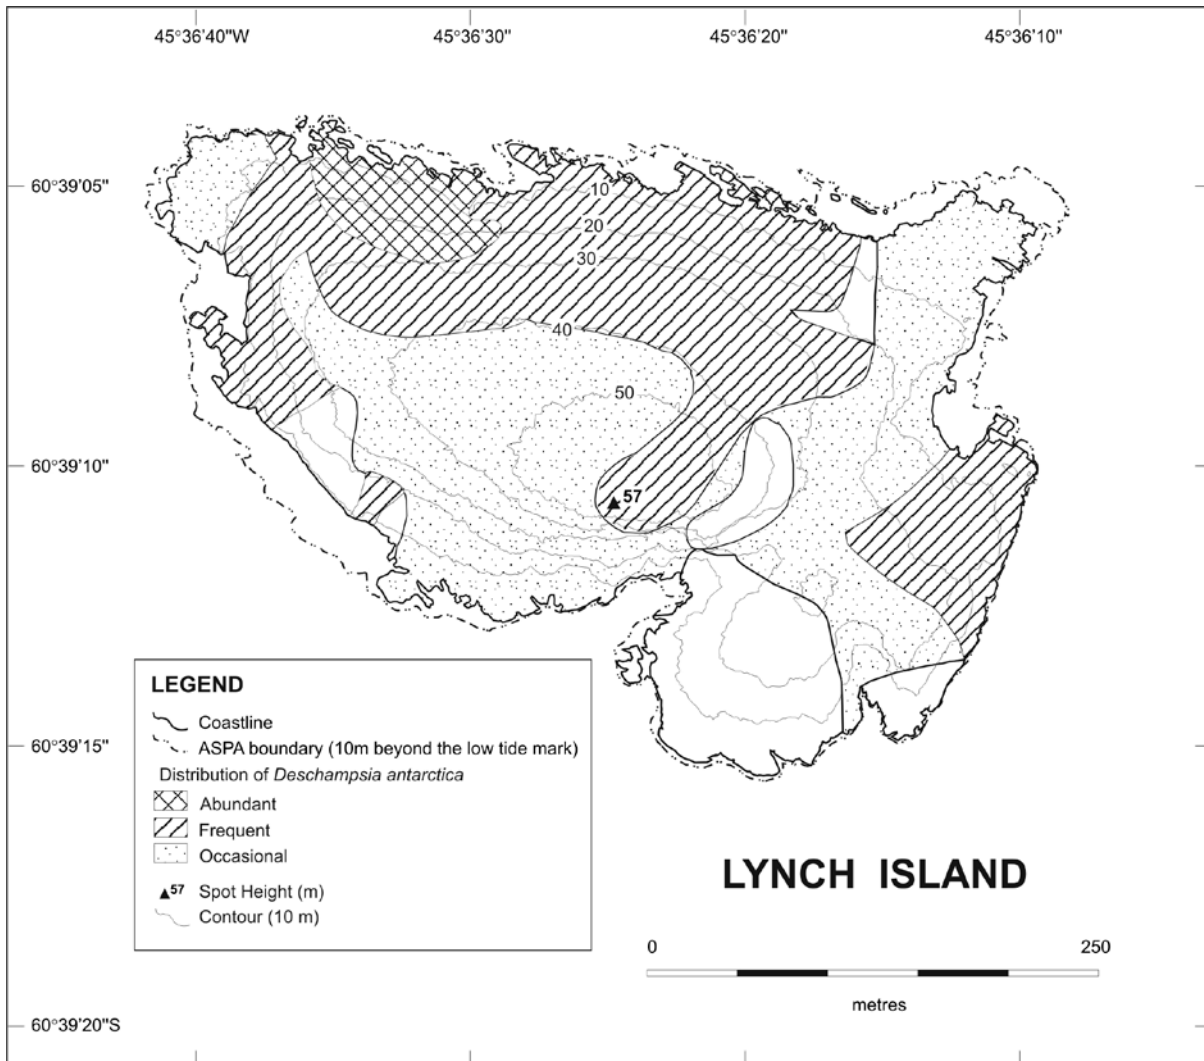 45°36'40"W 45°36'30" 45°36'20" 45°36'10"
60°39'05"
10
20
30
40
50
60°39'10"
57
LEGEND
Coastline
ASPA boundary (10m beyond the low tide mark)
Distribution of Deschampsia antarctica
Abundant
Frequent
Occasional
57 Spot Height (m)
Contour (10 m)
60°39'15"
LYNCH ISLAND
0 250
metres
60°39'20"S